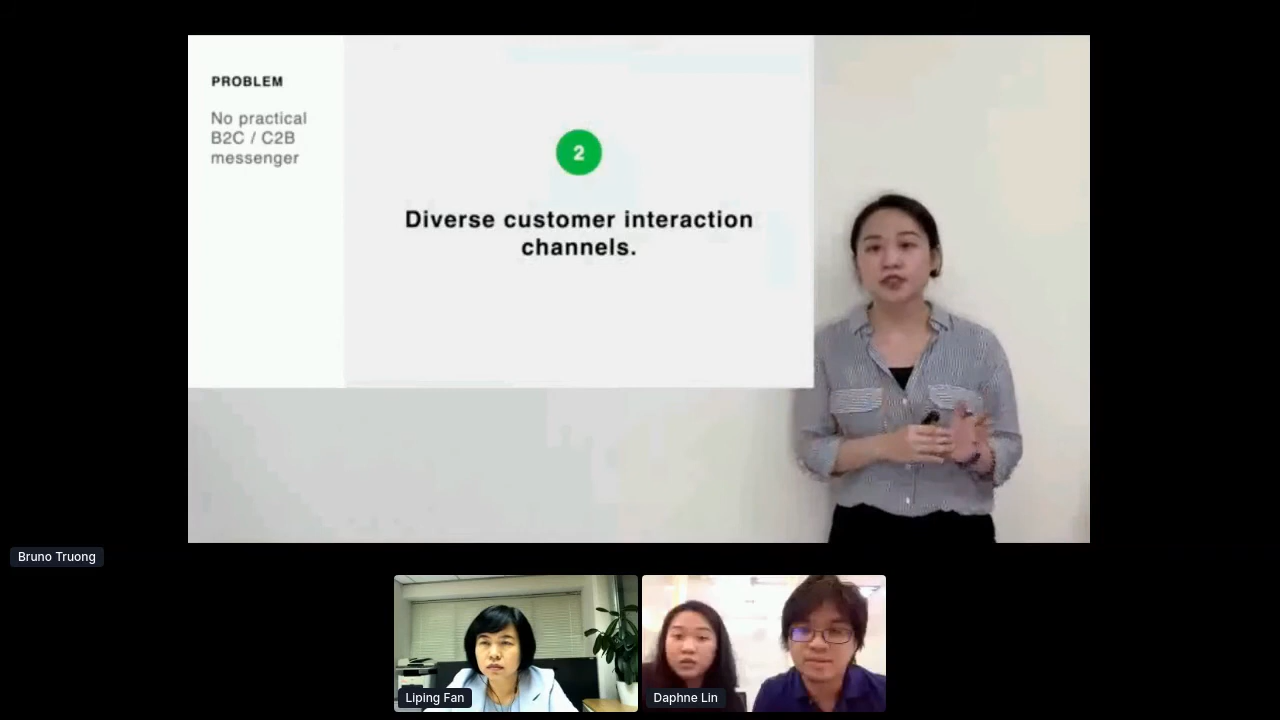 PROBLEM
No practical
B2C / C2B
messenger
2
Diverse customer interaction
channels.
Bruno Truong
Liping Fan
Daphne Lin